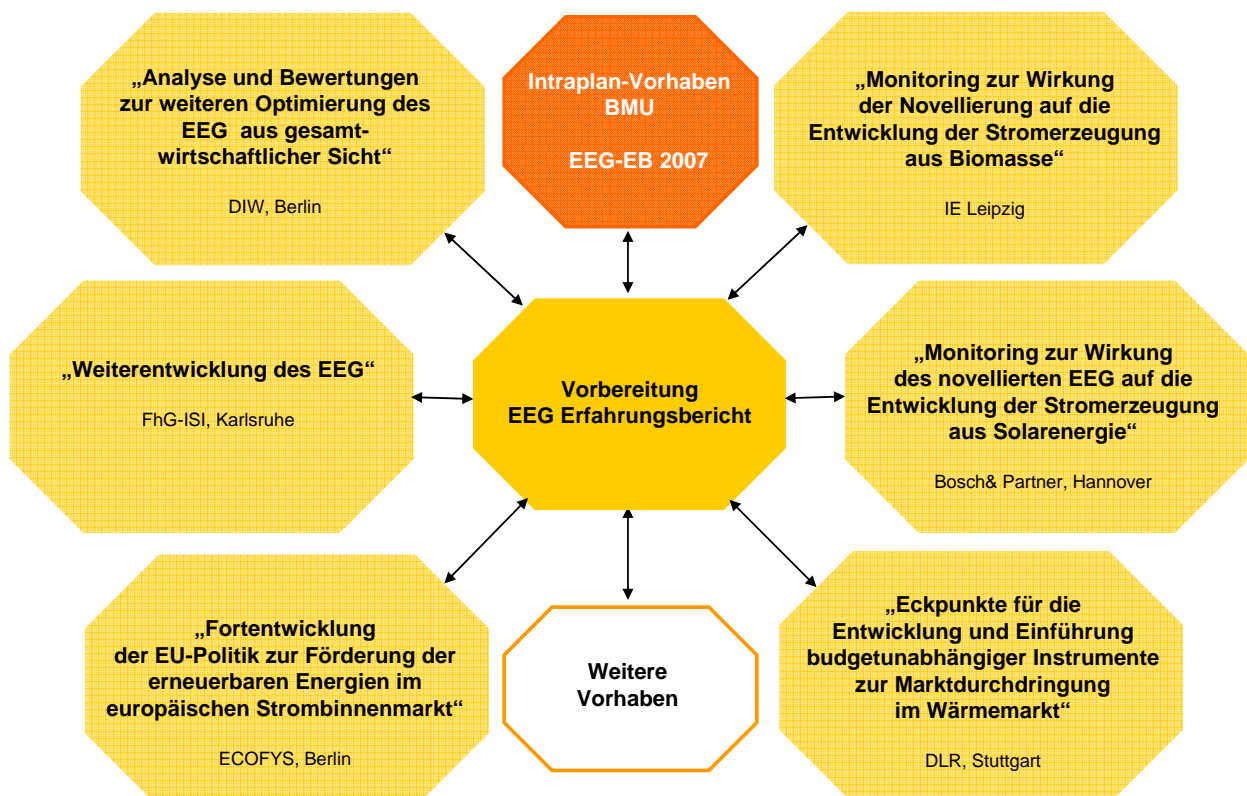 „Analyse und Bewertungen
zur weiteren Optimierung des
EEG aus gesamt-
wirtschaftlicher Sicht“
DIW, Berlin
Intraplan-Vorhaben
BMU
EEG-EB 2007
„Monitoring zur Wirkung
der Novellierung auf die
Entwicklung der Stromerzeugung
aus Biomasse“
IE Leipzig
„Weiterentwicklung des EEG“
FhG-ISI, Karlsruhe
Vorbereitung
EEG Erfahrungsbericht
„Monitoring zur Wirkung
des novellierten EEG auf die
Entwicklung der Stromerzeugung
aus Solarenergie“
Bosch& Partner, Hannover
„Fortentwicklung
der EU-Politik zur Förderung der
erneuerbaren Energien im
europäischen Strombinnenmarkt“
ECOFYS, Berlin
Weitere
Vorhaben
„Eckpunkte für die
Entwicklung und Einführung
budgetunabhängiger Instrumente
zur Marktdurchdringung
im Wärmemarkt“
DLR, Stuttgart